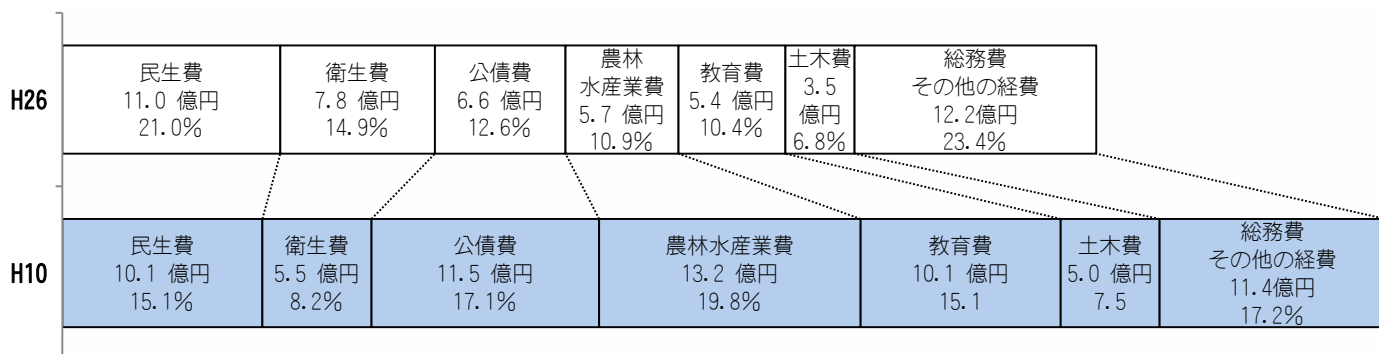 H26
民生費
11.0 億円
21.0%
衛生費
7.8 億円
14.9%
公債費
6.6 億円
12.6%
農林
水産業費
5.7 億円
10.9%
教育費
5.4 億円
10.4%
土木費
3.5
億円
6.8%
総務費
その他の経費
12.2億円
23.4%
H10
民生費
10.1 億円
15.1%
衛生費
5.5 億円
8.2%
公債費
11.5 億円
17.1%
農林水産業費
13.2 億円
19.8%
教育費
10.1 億円
15.1
土木費
5.0 億円
7.5
総務費
その他の経費
11.4億円
17.2%